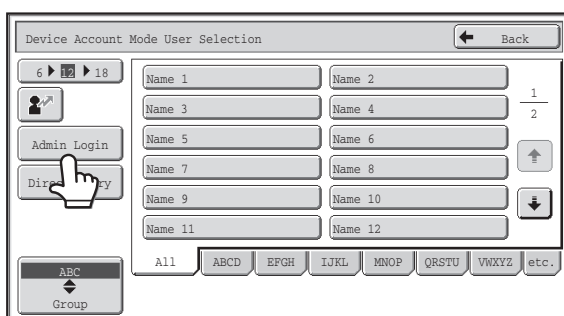 Device Account Mode User Selection
Back
6 12 18
Name 1 Name 2
Name 3 Name 4
Name 5 Name 6
Name 7 Name 8
Name 9 Name 10
Name 11 Name 12
1
2
Admin Login
All ABCD EFGH IJKL MNOP QRSTU VWXYZ etc.
ABC
Group